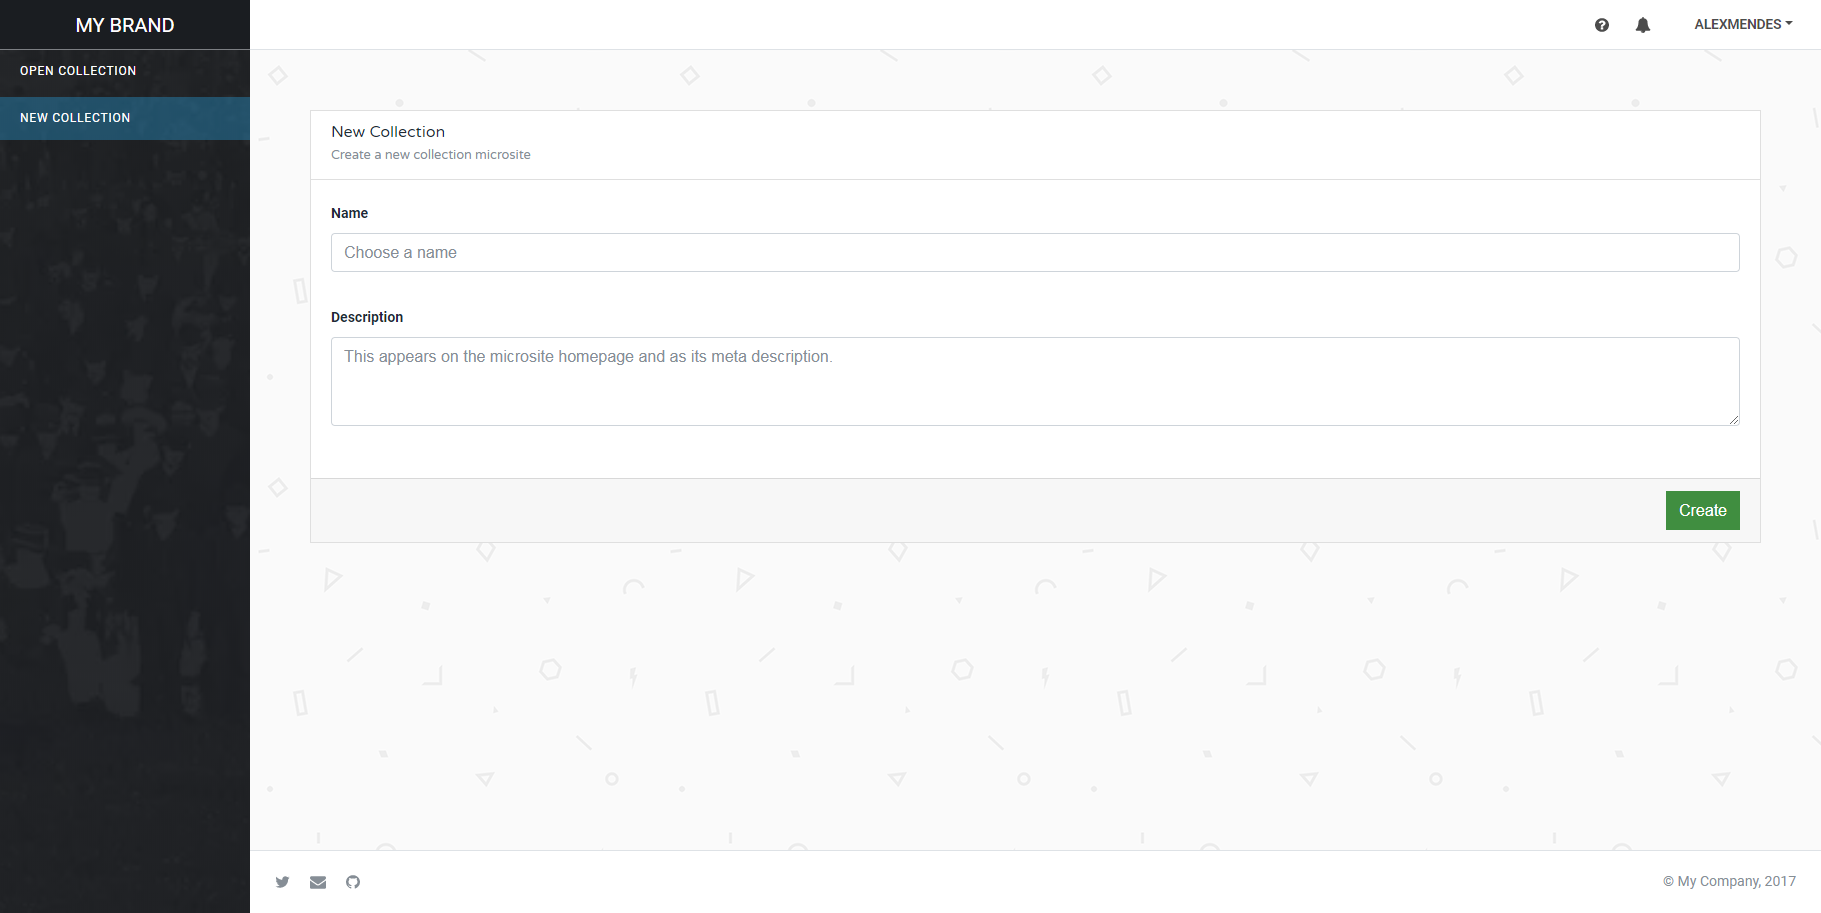 MY BRAND
ALEXMENDES
OPEN COLLECTION
NEW COLLECTION
New Collection
Create a new collection microsite
Name
Choose a name
Description
This appears on the microsite homepage and as its meta description.
Create
© My Company, 2017